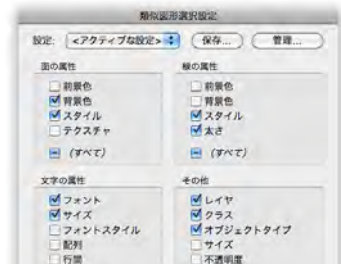 類似図形選択設定
設定: <アクティブな設定> 保存... 管理...
面の属性
前景色
背景色
スタイル
テクスチャ
(すべて)
線の属性
前景色
背景色
スタイル
太さ
(すべて)
文字の属性
フォント
サイズ
フォントスタイル
配列
行間
その他
レイヤ
クラス
オブジェクトタイプ
サイズ
不透明度